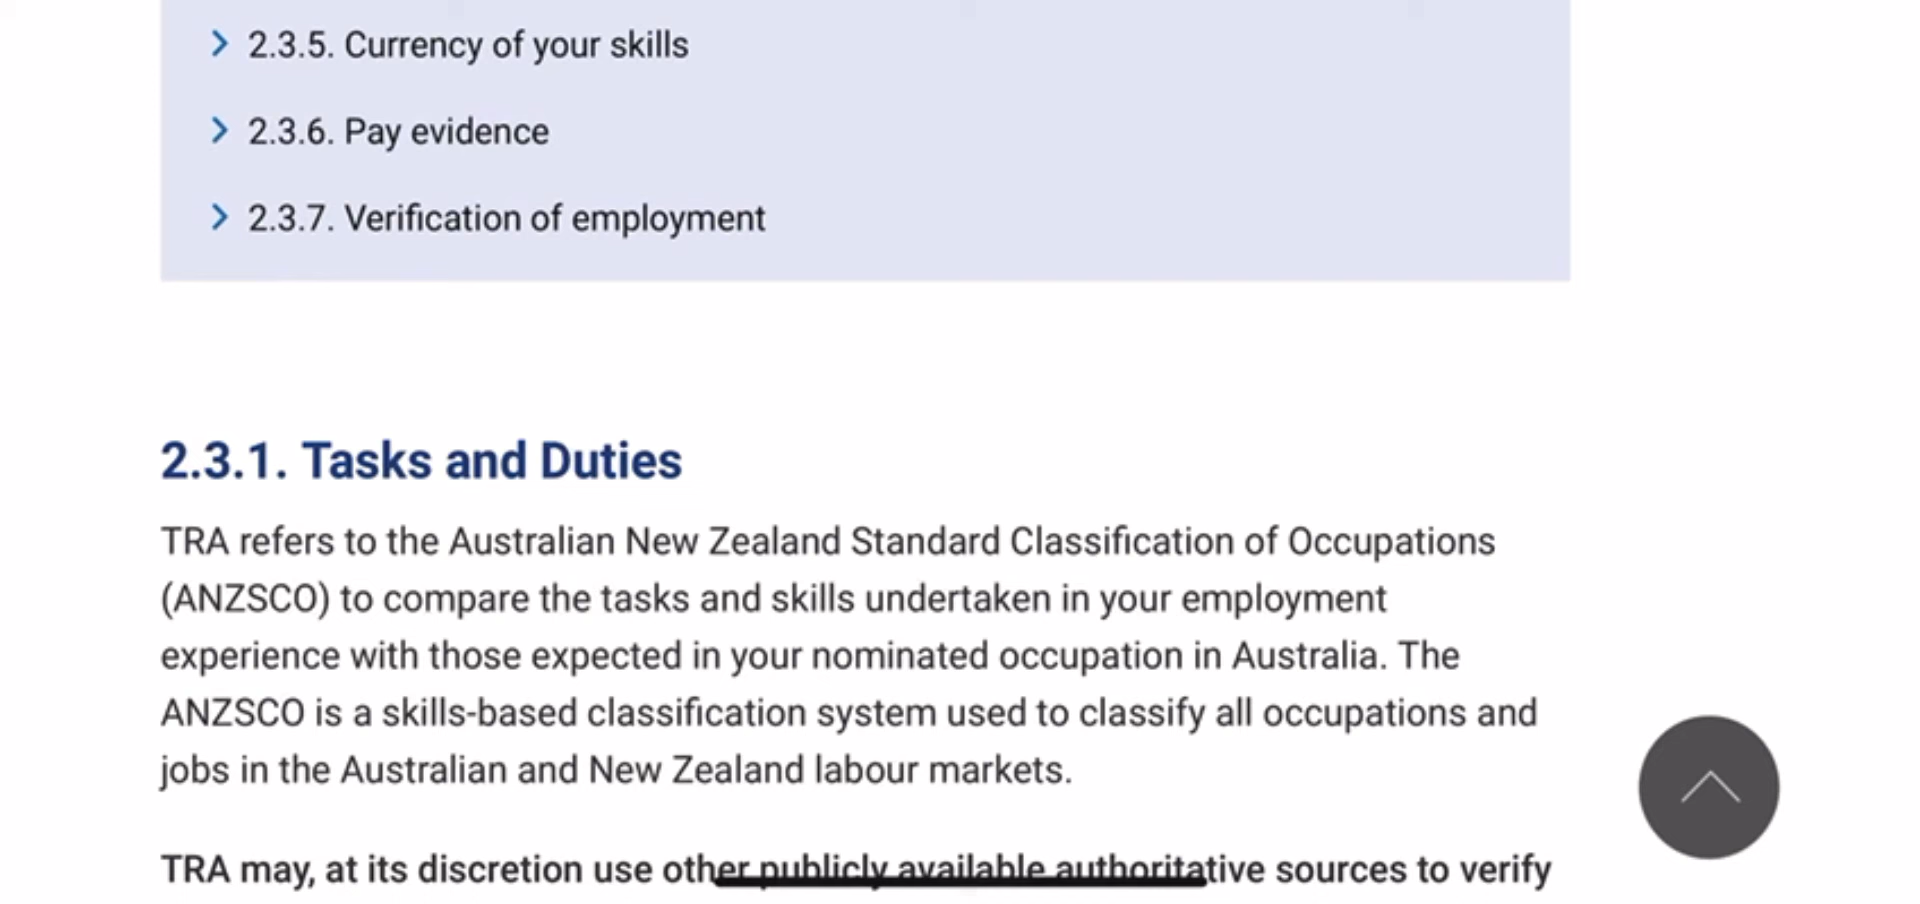 2.3.5. Currency of your skills
2.3.6. Pay evidence
2.3.7. Verification of employment
2.3.1. Tasks and Duties
TRA refers to the Australian New Zealand Standard Classification of Occupations
(ANZSCO) to compare the tasks and skills undertaken in your employment
experience with those expected in your nominated occupation in Australia. The
ANZSCO is a skills-based classification system used to classify all occupations and
jobs in the Australian and New Zealand labour markets.
TRA may, at its discretion use other publicly available authoritative sources to verify